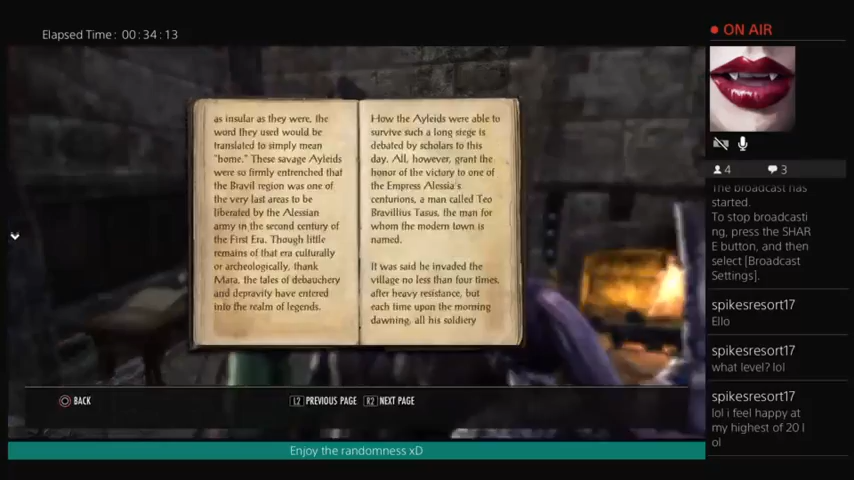 Elapsed Time: 00:34:13
ON AIR
as insular as they were, the
word they used would be
translated to simply mean
"home." These savage Ayleids
were so firmly entrenched that
the Bravil region was one of
the very last areas to be
liberated by the Alessian
army in the second century of
the First Era. Though little
remains of that era culturally
or archeologically, thank
Mara, the tales of debauchery
and depravity have entered
into the realm of legends.
How the Ayleids were able to
survive such a long siege is
debated by scholars to this
day. All, however, grant the
honor of the victory to one of
the Empress Alessia's
centurions, a man called Teo
Bravillius Tasus, the man for
whom the modern town is
named.
It was said he invaded the
village no less than four times,
after heavy resistance, but
each time upon the morning
dawning, all his soldiery
BACK
L2 PREVIOUS PAGE R2 NEXT PAGE
Enjoy the randomness xD
4 3
The broadcast has
started.
To stop broadcasti
ng, press the SHAR
E button, and then
select [Broadcast
Settings].
spikesresort17
Ello
spikesresort17
what level? lol
spikesresort17
lol i feel happy at
my highest of 20 l
ol